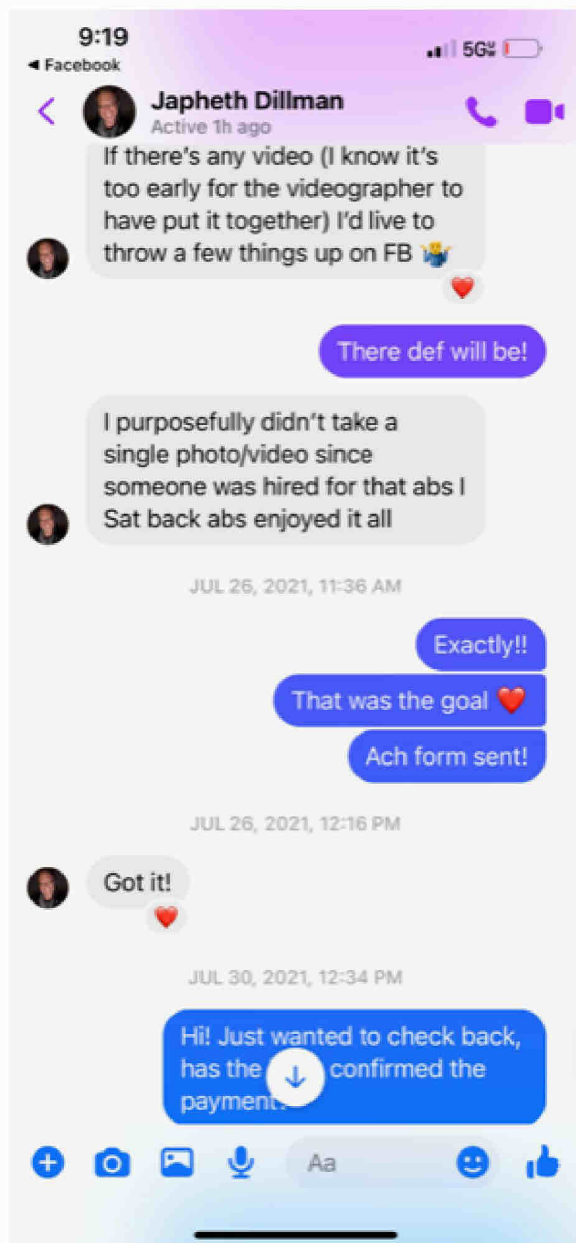 9:19
5G
◀ Facebook
Japheth Dillman
Active 1h ago
If there's any video (I know it's
too early for the videographer to
have put it together) I'd live to
throw a few things up on FB 🤷‍♂️
❤️
There def will be!
I purposefully didn't take a
single photo/video since
someone was hired for that abs I
Sat back abs enjoyed it all
JUL 26, 2021, 11:36 AM
Exactly!!
That was the goal ❤️
Ach form sent!
JUL 26, 2021, 12:16 PM
Got it!
❤️
JUL 30, 2021, 12:34 PM
Hi! Just wanted to check back,
has the confirmed the
payment
Aa